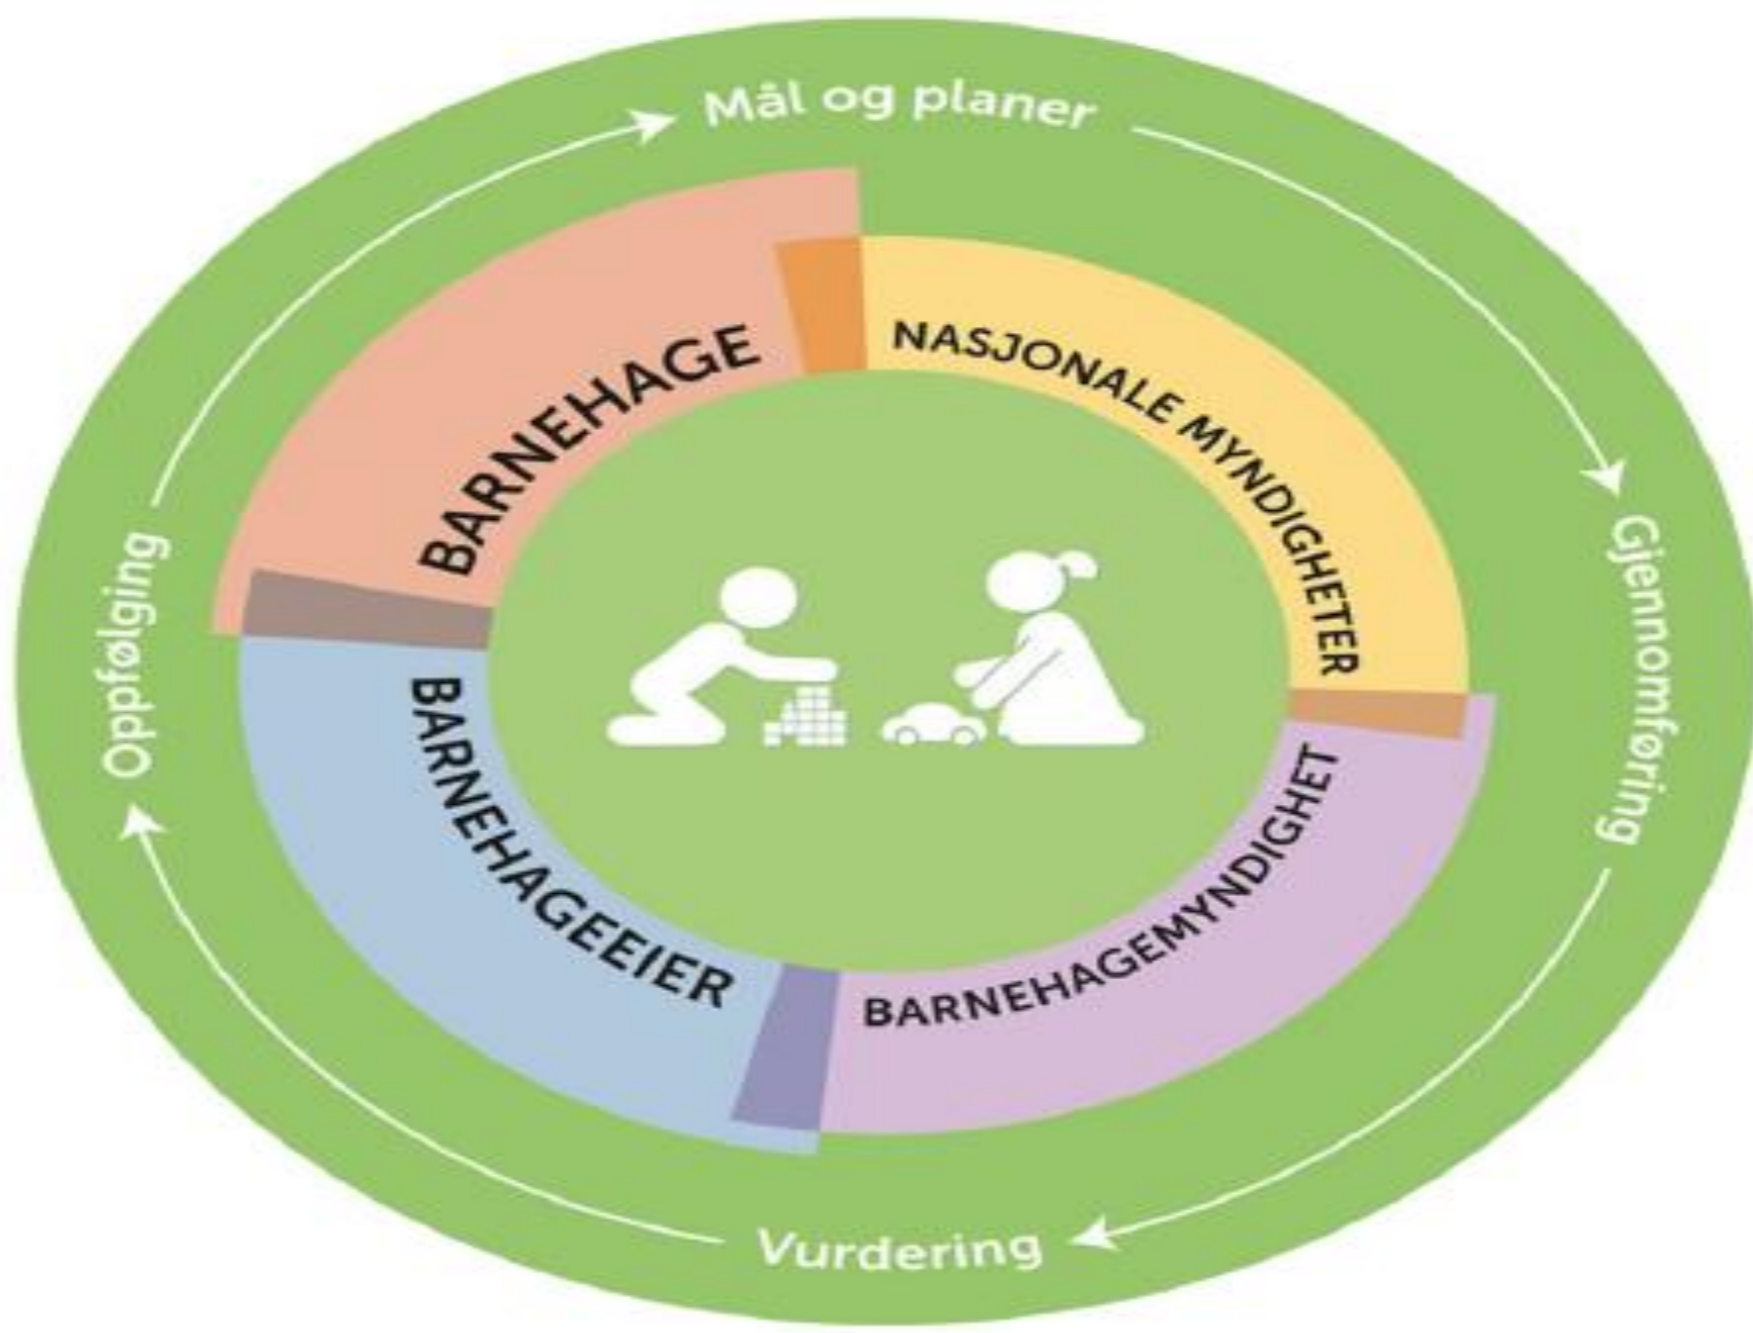 Mål og planer
Gjennomføring
Vurdering
Oppfølging
BARNEHAGE
NASJONALE MYNDIGHETER
BARNEHAGEMYNDIGHET
BARNEHAGEEIER